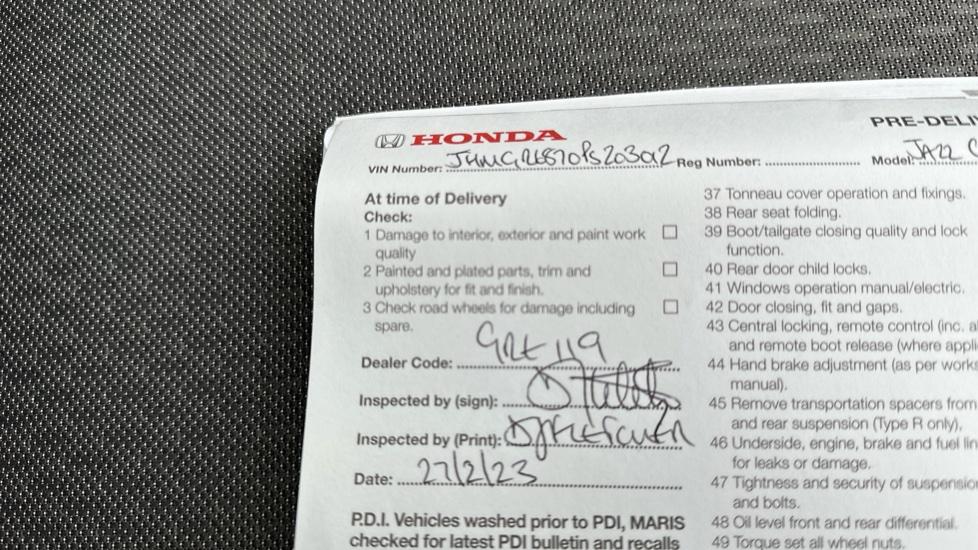 HONDA
PRE-DELI
VIN Number: Reg Number: Model: JAZZ C
At time of Delivery
Check:
1 Damage to interior, exterior and paint work
quality
2 Painted and plated parts, trim and
upholstery for fit and finish.
3 Check road wheels for damage including
spare.
Dealer Code: GRE 119
Inspected by (sign):
Inspected by (Print): DJ FLETCHER
Date: 27/2/23
P.D.I. Vehicles washed prior to PDI, MARIS
checked for latest PDI bulletin and recalls
37 Tonneau cover operation and fixings.
38 Rear seat folding.
39 Boot/tailgate closing quality and lock
function.
40 Rear door child locks.
41 Windows operation manual/electric.
42 Door closing, fit and gaps.
43 Central locking, remote control (inc. a
and remote boot release (where appli
44 Hand brake adjustment (as per works
manual).
45 Remove transportation spacers from
and rear suspension (Type R only).
46 Underside, engine, brake and fuel lin
for leaks or damage.
47 Tightness and security of suspensio
and bolts.
48 Oil level front and rear differential.
49 Torque set all wheel nuts.